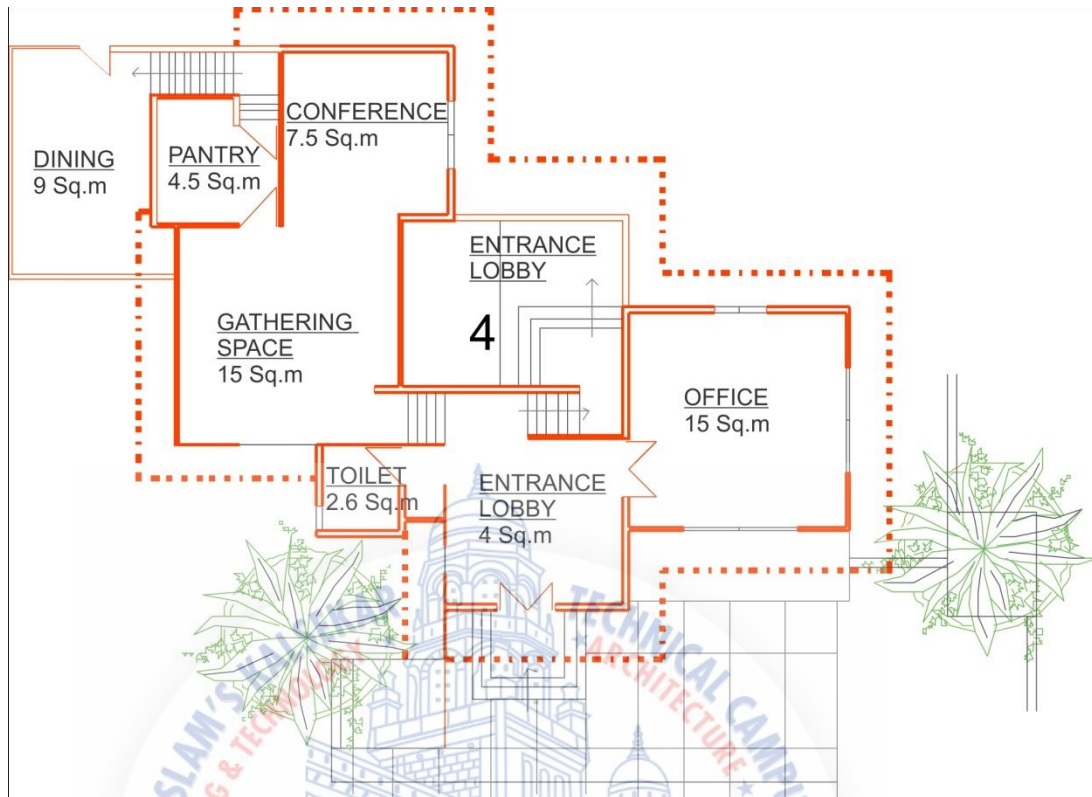 CONFERENCE
7.5 Sq.m
DINING
9 Sq.m
PANTRY
4.5 Sq.m
ENTRANCE
LOBBY
4
GATHERING
SPACE
15 Sq.m
OFFICE
15 Sq.m
TOILET
2.6 Sq.m
ENTRANCE
LOBBY
4 Sq.m
TECHNICAL
& TECHNOLOGY
ARCHITECTURE